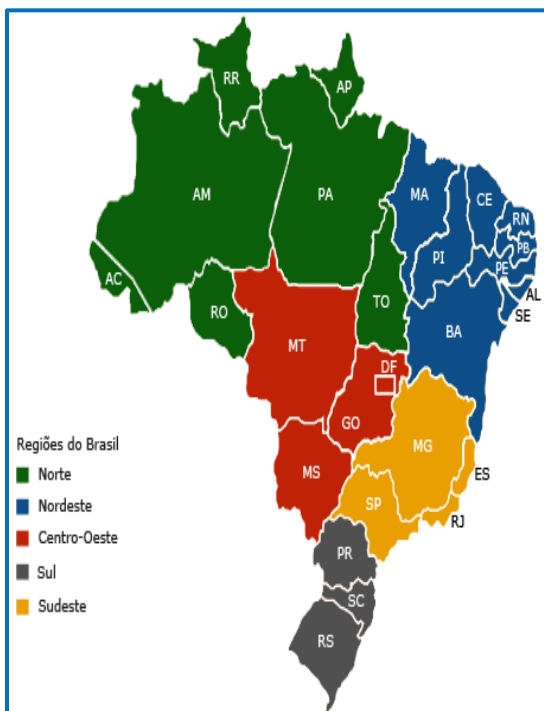 RR
AP
AM
PA
MA
CE
RN
PB
PI
PE
AC
AL
TO
SE
RO
BA
MT
DF
GO
MG
MS
ES
SP
RJ
PR
SC
RS
Regiões do Brasil
Norte
Nordeste
Centro-Oeste
Sul
Sudeste